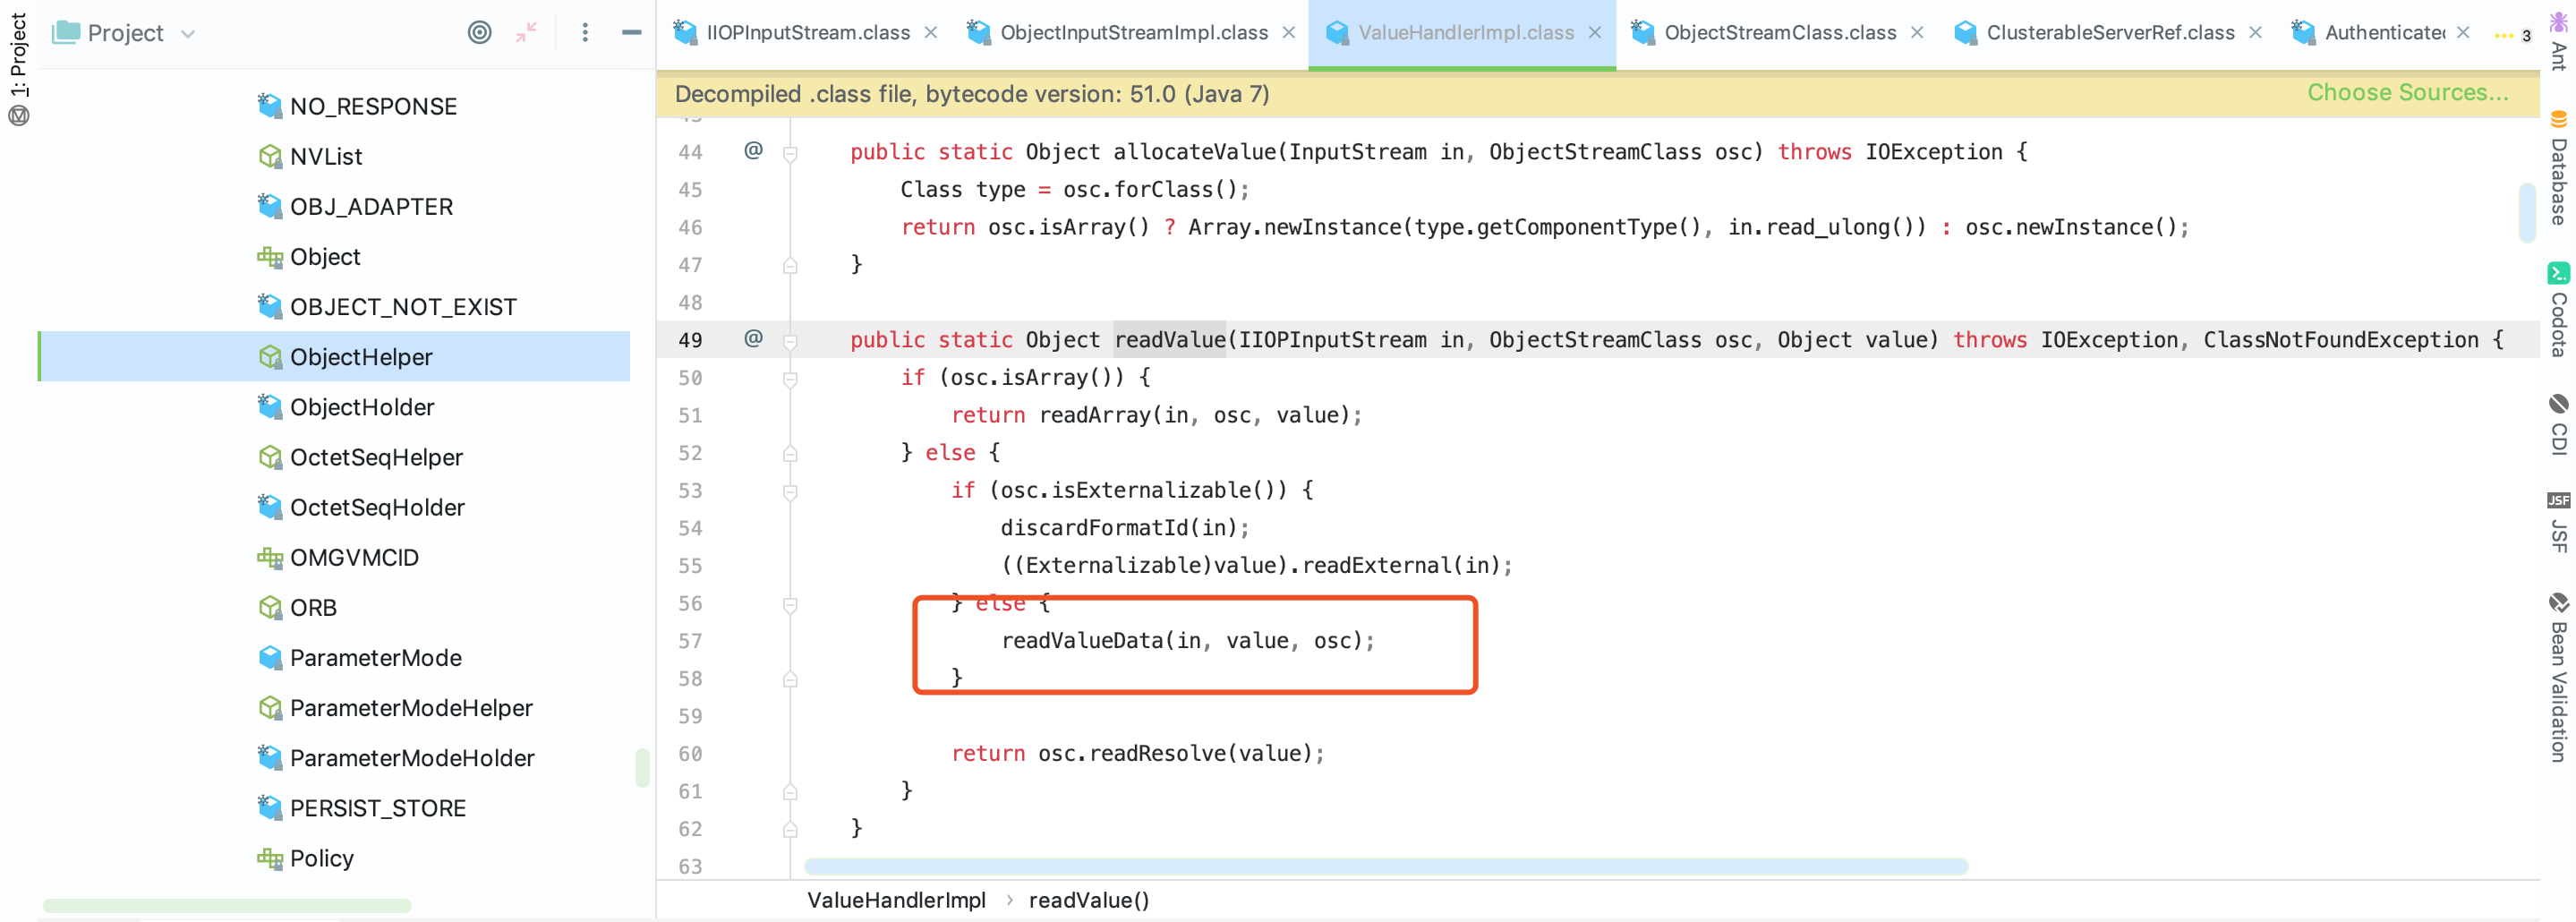 1: Project
Project
NO_RESPONSE
NVList
OBJ_ADAPTER
Object
OBJECT_NOT_EXIST
ObjectHelper
ObjectHolder
OctetSeqHelper
OctetSeqHolder
OMGVMCID
ORB
ParameterMode
ParameterModeHelper
ParameterModeHolder
PERSIST_STORE
Policy
IIOPInputStream.class
ObjectInputStreamImpl.class
ValueHandlerImpl.class
ObjectStreamClass.class
ClusterableServerRef.class
Authenticated
3
Decompiled .class file, bytecode version: 51.0 (Java 7)
Choose Sources...
44 @ public static Object allocateValue(InputStream in, ObjectStreamClass osc) throws IOException {
45 Class type = osc.forClass();
46 return osc.isArray() ? Array.newInstance(type.getComponentType(), in.read_ulong()) : osc.newInstance();
47 }
48
49 @ public static Object readValue(IIOPInputStream in, ObjectStreamClass osc, Object value) throws IOException, ClassNotFoundException {
50 if (osc.isArray()) {
51 return readArray(in, osc, value);
52 } else {
53 if (osc.isExternalizable()) {
54 discardFormatId(in);
55 ((Externalizable)value).readExternal(in);
56 } else {
57 readValueData(in, value, osc);
58 }
59
60 return osc.readResolve(value);
61 }
62 }
63
ValueHandlerImpl › readValue()
Ant
Database
Codota
CDI
JSF
JSF
Bean Validation